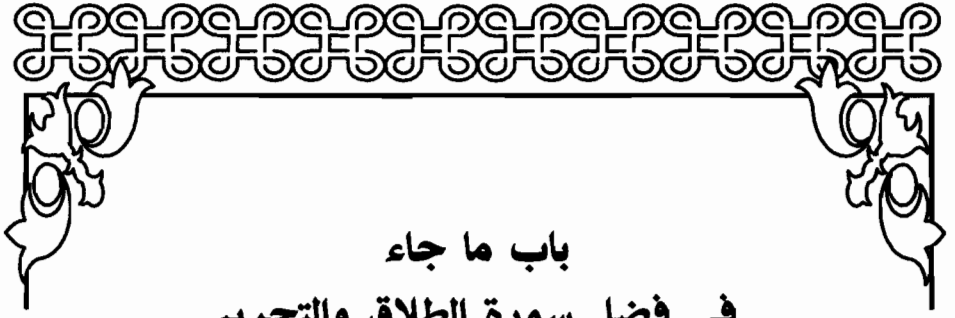 باب ما جاء
في فضل سورة الطلاق والتحريم